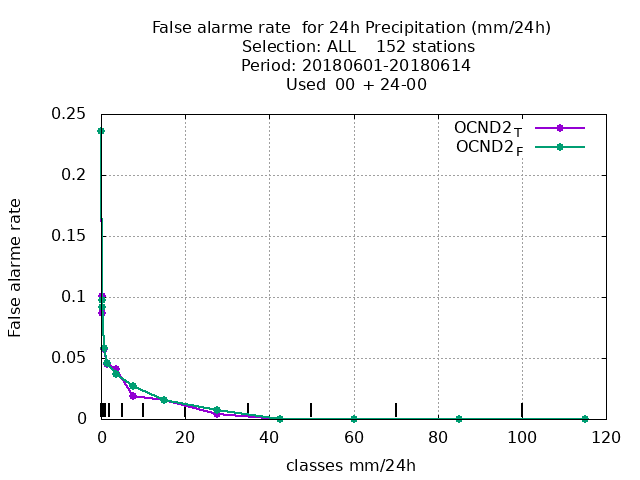 False alarme rate  for 24h Precipitation (mm/24h)
Selection: ALL    152 stations
Period: 20180601-20180614
Used  00 + 24-00
OCND2T
OCND2F
0.25
0.2
0.15
0.1
0.05
0
False alarme rate
0 20 40 60 80 100 120
classes mm/24h